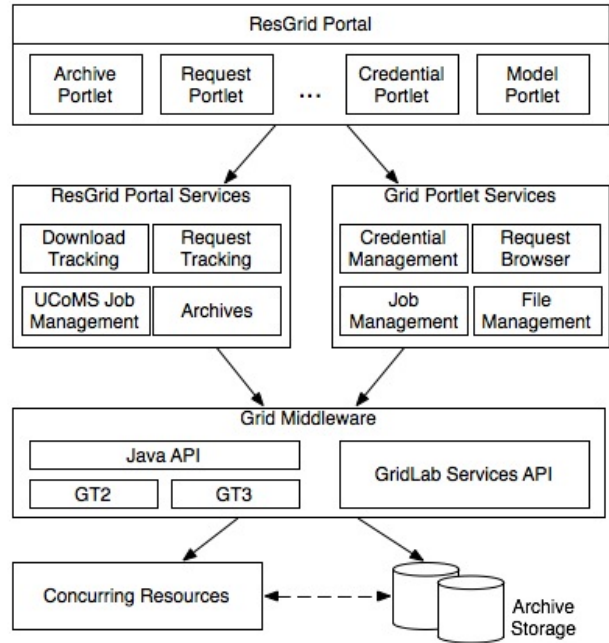 ResGrid Portal
Archive
Portlet
Request
Portlet
...
Credential
Portlet
Model
Portlet
ResGrid Portal Services
Download
Tracking
Request
Tracking
UCoMS Job
Management
Archives
Grid Portlet Services
Credential
Management
Request
Browser
Job
Management
File
Management
Grid Middleware
Java API
GT2
GT3
GridLab Services API
Concurring Resources
Archive
Storage